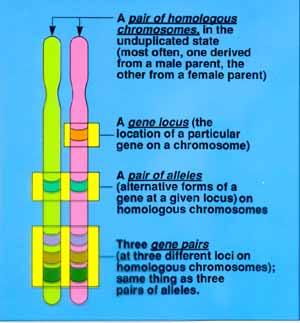 A pair of homologous
chromosomes, in the
unduplicated state
(most often, one derived
from a male parent, the
other from a female parent)
A gene locus (the
location of a particular
gene on a chromosome)
A pair of alleles
(alternative forms of a
gene at a given locus) on
homologous chromosomes
Three gene pairs
(at three different loci on
homologous chromosomes);
same thing as three
pairs of alleles.